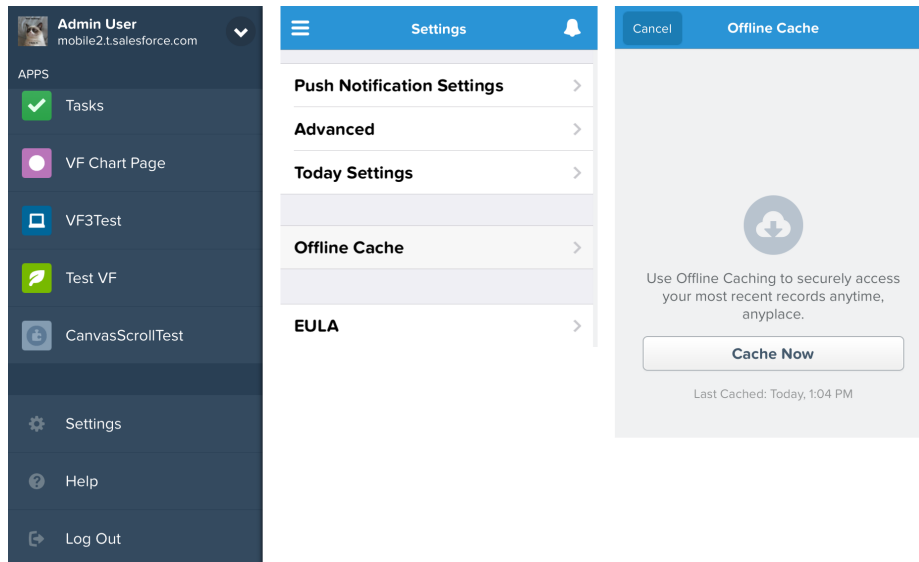 Admin User
mobile2.t.salesforce.com
APPS
Tasks
VF Chart Page
VF3Test
Test VF
CanvasScrollTest
Settings
Help
Log Out
Settings
Push Notification Settings
Advanced
Today Settings
Offline Cache
EULA
Cancel
Offline Cache
Use Offline Caching to securely access
your most recent records anytime,
anyplace.
Cache Now
Last Cached: Today, 1:04 PM